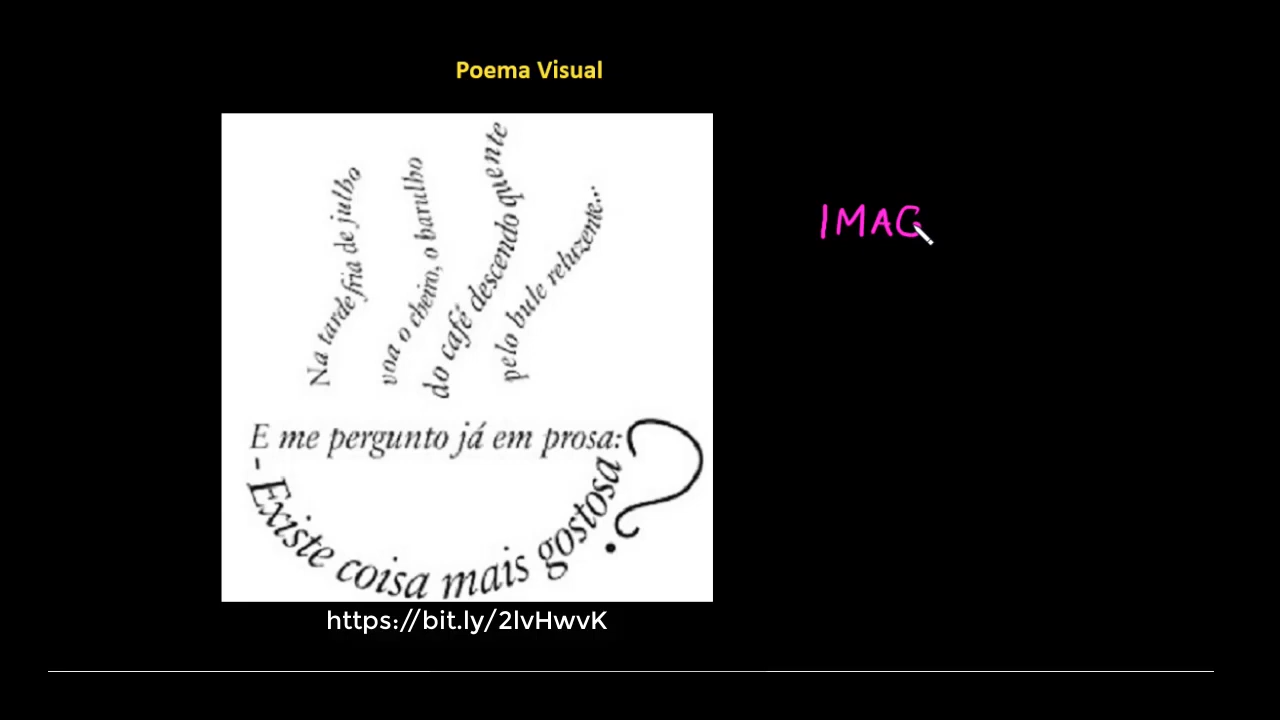 Poema Visual
Na tarde fria de julho
voa o cheiro, o barulho
do café descendo quente
pelo bule reluzente...
E me pergunto já em prosa:
- Existe coisa mais gostosa?
IMAG
https://bit.ly/2lvHwvK